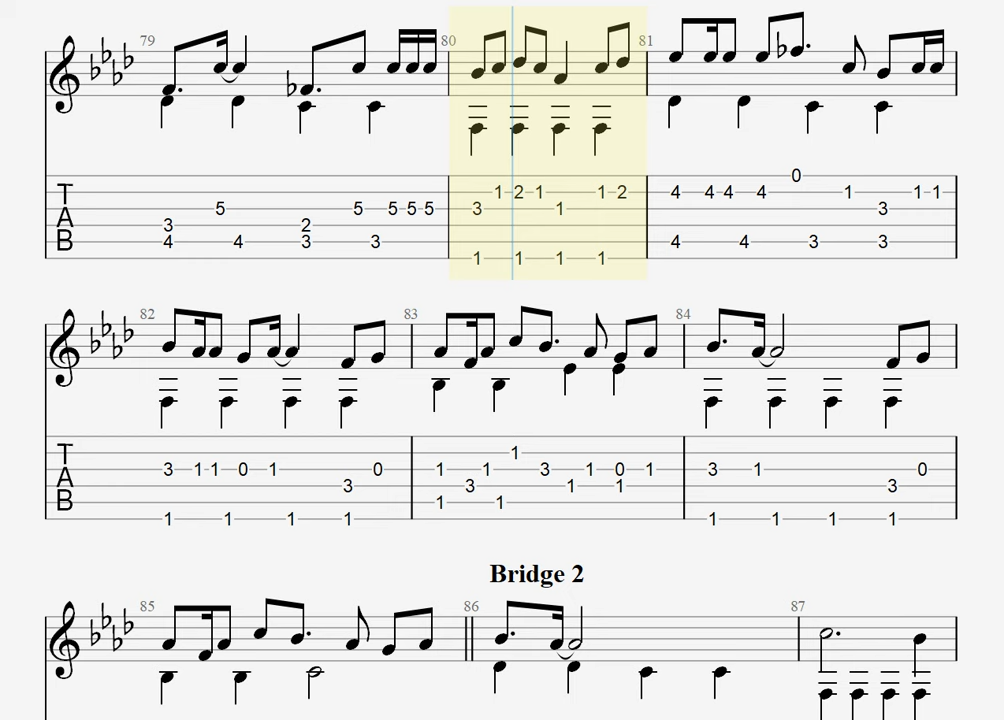 79 80 81
0
T 1 2 1 1 2 4 4 4 4 1 1 1
A 5 5 5 5 5 3 1 3
3 2
B 4 4 3 3 4 4 3 3
1 1 1 1
82 83 84
T 1
3 1 1 0 1 0 1 1 3 1 0 1 3 1 0
A 3 3 1 1 3
B 1 1
1 1 1 1 1 1 1 1
Bridge 2
85 86 87